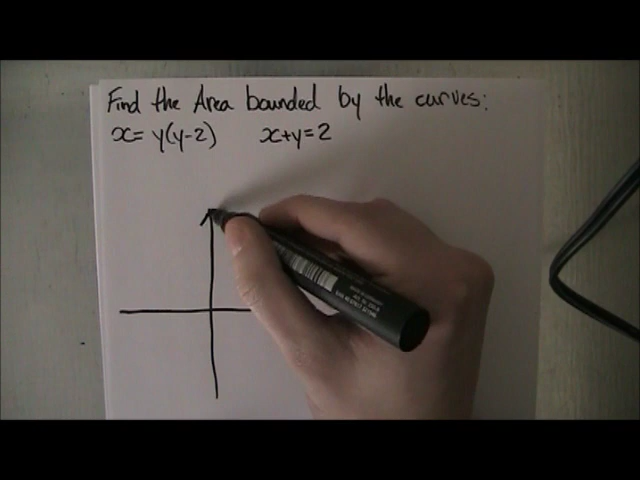 Find the Area bounded by the curves:
x= y(y-2) x+y=2